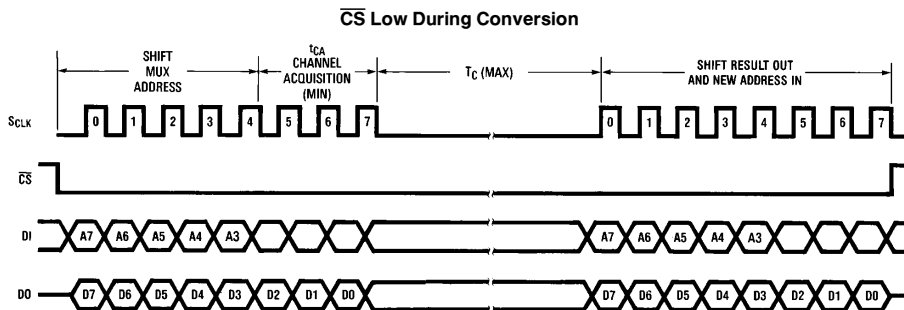 CS Low During Conversion
SHIFT
MUX
ADDRESS
tCA
CHANNEL
ACQUISITION
(MIN)
TC (MAX)
SHIFT RESULT OUT
AND NEW ADDRESS IN
SCLK 0 1 2 3 4 5 6 7 0 1 2 3 4 5 6 7
CS
DI A7 A6 A5 A4 A3 A7 A6 A5 A4 A3
DO D7 D6 D5 D4 D3 D2 D1 D0 D7 D6 D5 D4 D3 D2 D1 D0